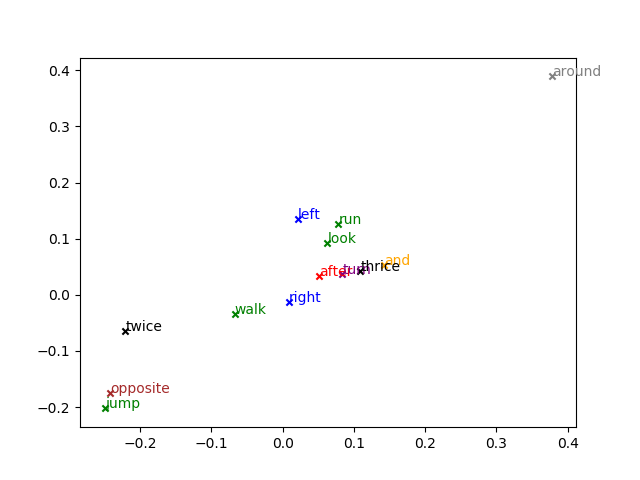 0.4
around
0.3
0.2
left
run
0.1
look
and
thrice
after
turn
0.0
right
walk
twice
−0.1
opposite
jump
−0.2
−0.2
−0.1
0.0
0.1
0.2
0.3
0.4